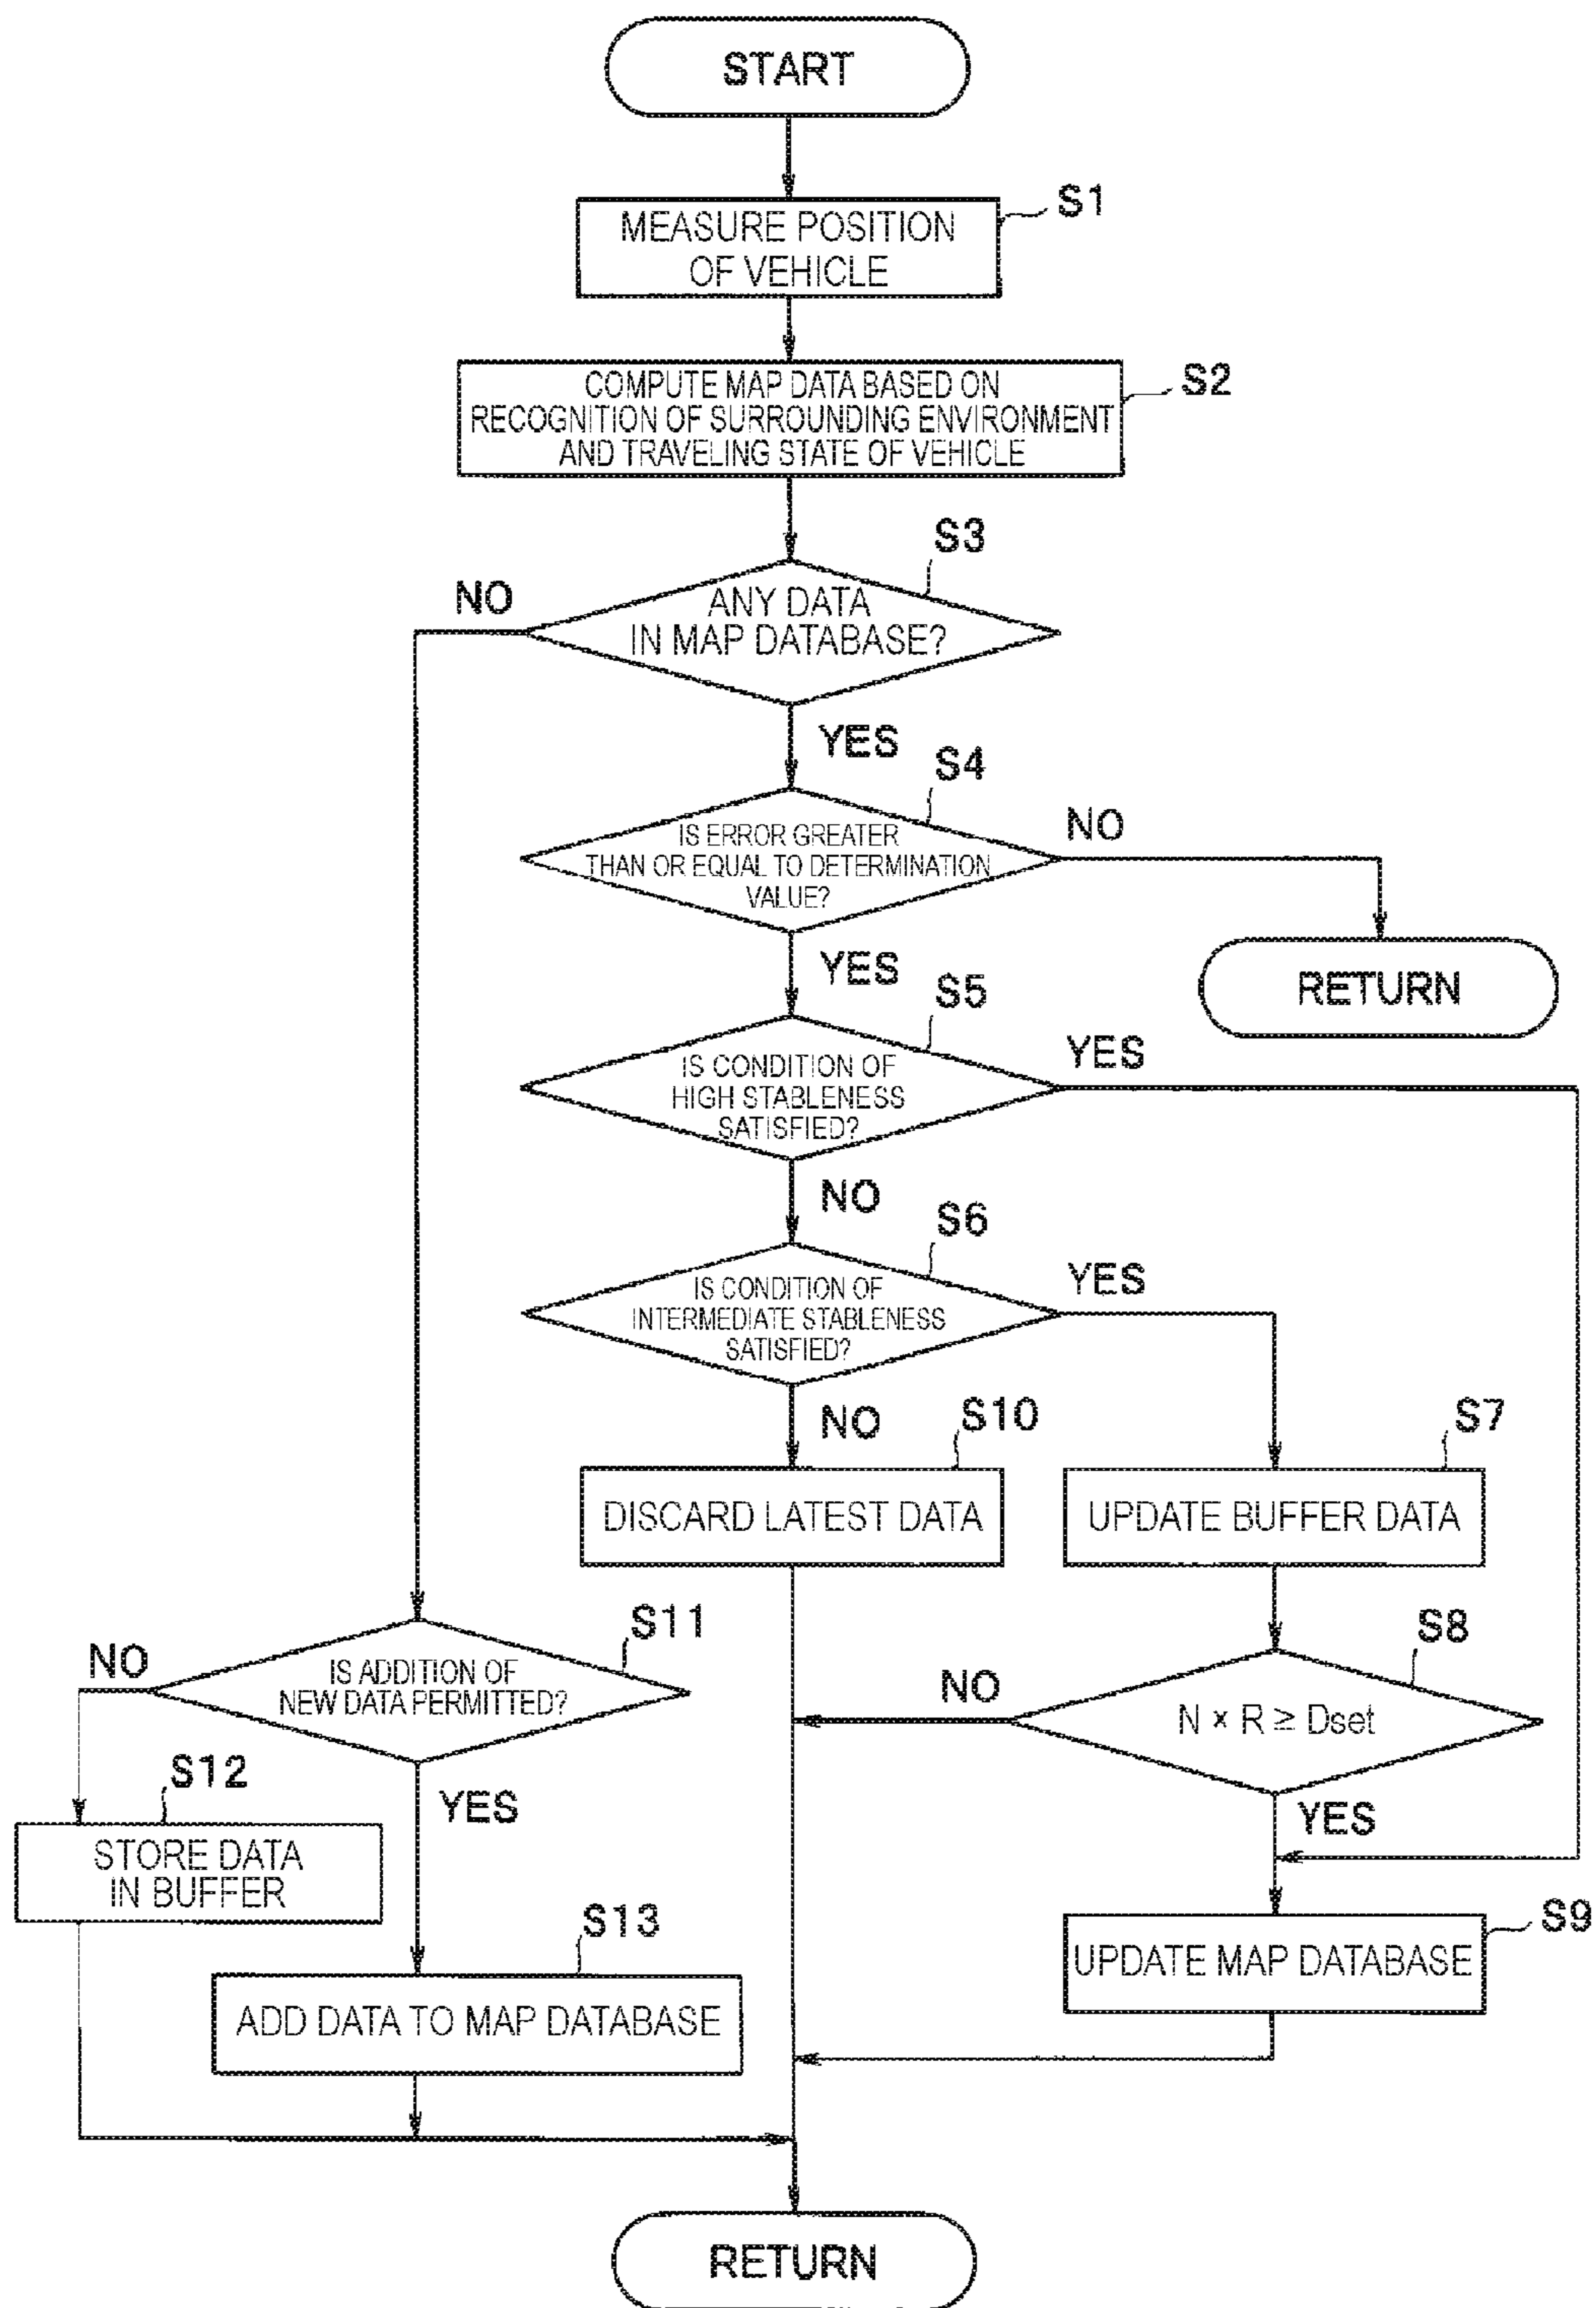 START
S1
MEASURE POSITION
OF VEHICLE
S2
COMPUTE MAP DATA BASED ON
RECOGNITION OF SURROUNDING ENVIRONMENT
AND TRAVELING STATE OF VEHICLE
S3
NO
ANY DATA
IN MAP DATABASE?
YES
S4
NO
IS ERROR GREATER
THAN OR EQUAL TO DETERMINATION
VALUE?
YES
RETURN
S5
YES
IS CONDITION OF
HIGH STABLENESS
SATISFIED?
NO
S6
YES
IS CONDITION OF
INTERMEDIATE STABLENESS
SATISFIED?
NO
S10
S7
DISCARD LATEST DATA
UPDATE BUFFER DATA
S11
S8
NO
IS ADDITION OF
NEW DATA PERMITTED?
NO
N × R ≥ Dset
S12
YES
YES
STORE DATA
IN BUFFER
S13
S9
UPDATE MAP DATABASE
ADD DATA TO MAP DATABASE
RETURN